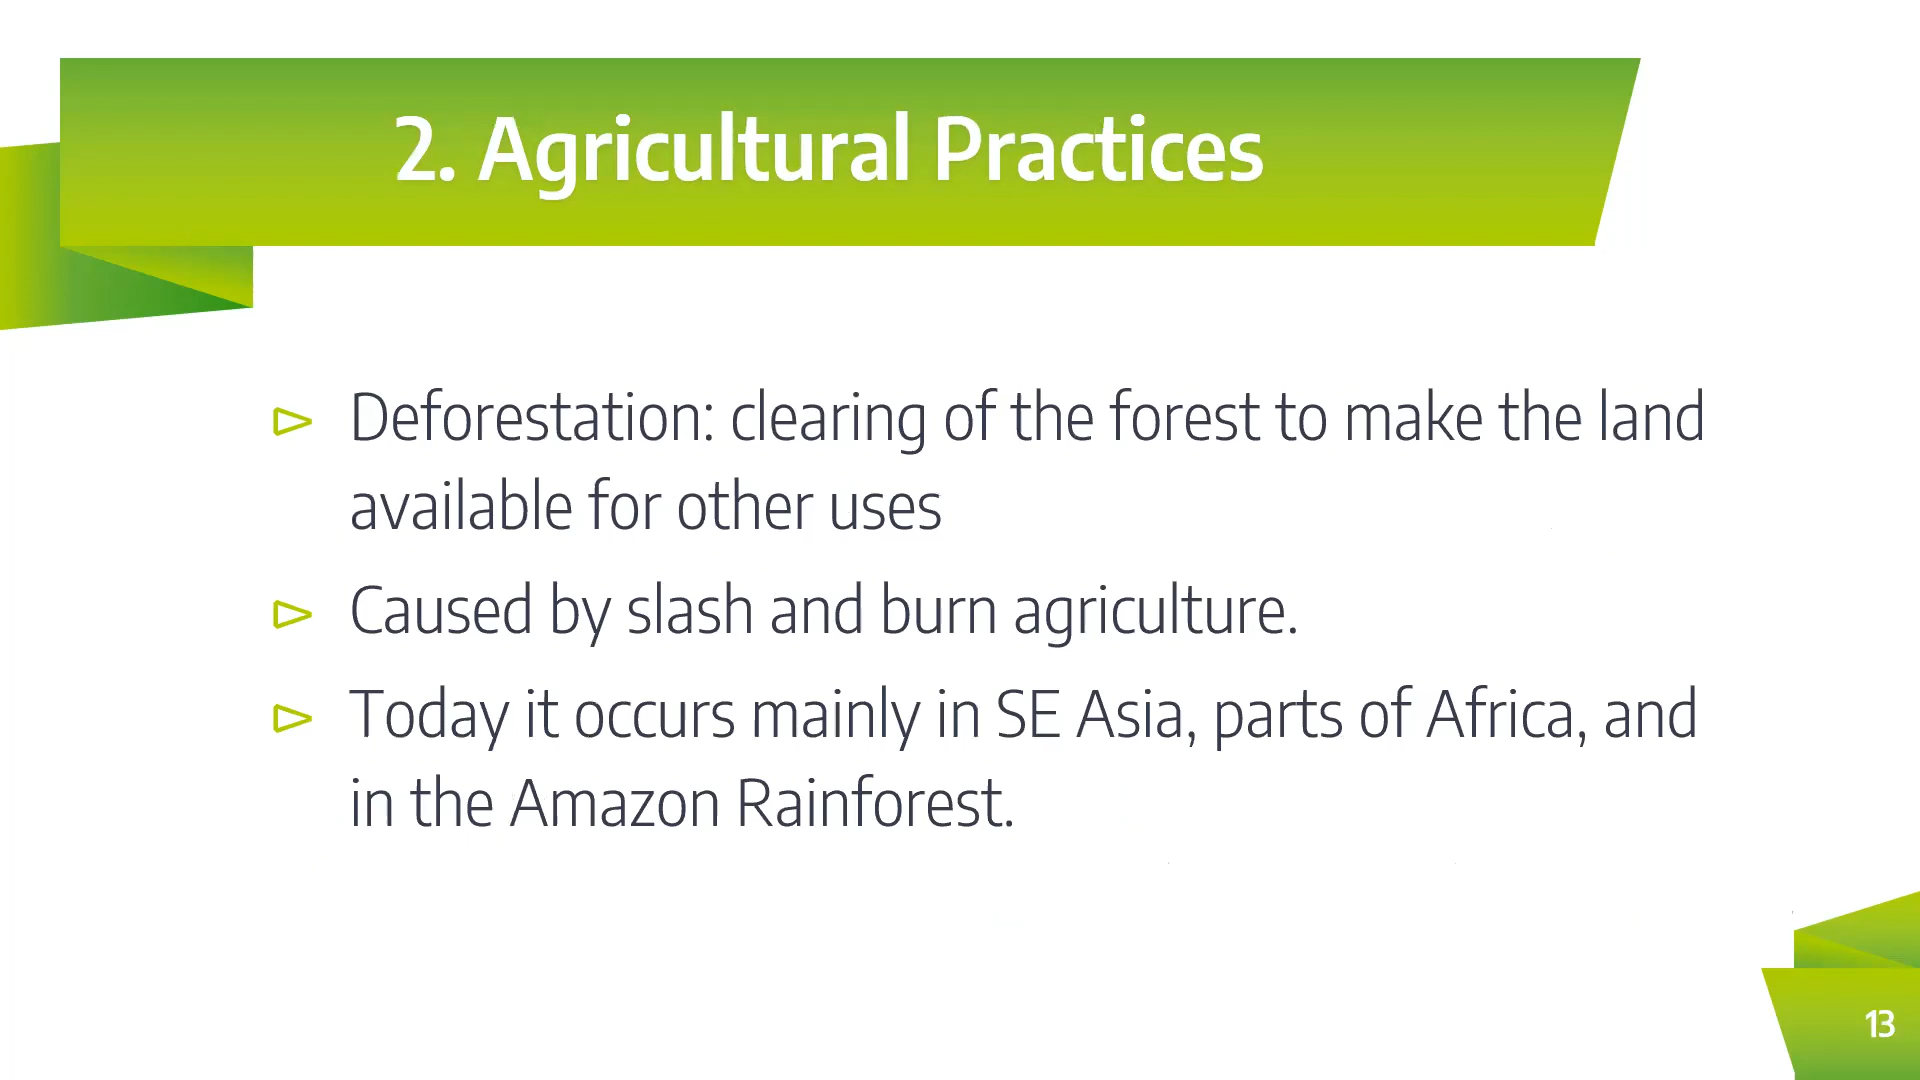 2. Agricultural Practices
Deforestation: clearing of the forest to make the land
available for other uses
Caused by slash and burn agriculture.
Today it occurs mainly in SE Asia, parts of Africa, and
in the Amazon Rainforest.
13